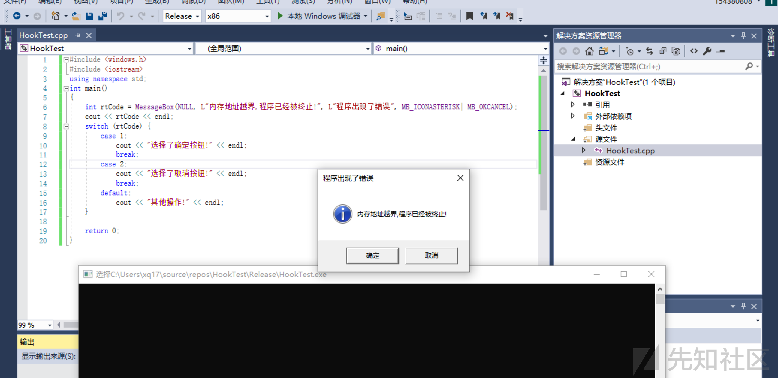 Release
x86
本地 Windows 调试器
HookTest.cpp
HookTest
(全局范围)
main()
1 #include <windows.h>
2 #include <iostream>
3 using namespace std;
4 int main()
5 {
6 int rtCode = MessageBox(NULL, L"内存地址越界,程序已经被终止!", L"程序出现了错误", MB_ICONASTERISK| MB_OKCANCEL);
7 cout << rtCode << endl;
8 switch (rtCode) {
9 case 1:
10 cout << "选择了确定按钮!" << endl;
11 break;
12 case 2:
13 cout << "选择了取消按钮!" << endl;
14 break;
15 default:
16 cout << "其他操作!" << endl;
17 }
18
19 return 0;
20 }
99 %
输出
显示输出来源(S):
程序出现了错误
内存地址越界,程序已经被终止!
确定
取消
选择C:\Users\xq17\source\repos\HookTest\Release\HookTest.exe
解决方案资源管理器
搜索解决方案资源管理器(Ctrl+;)
解决方案"HookTest"(1 个项目)
HookTest
引用
外部依赖项
头文件
源文件
HookTest.cpp
资源文件
先知社区